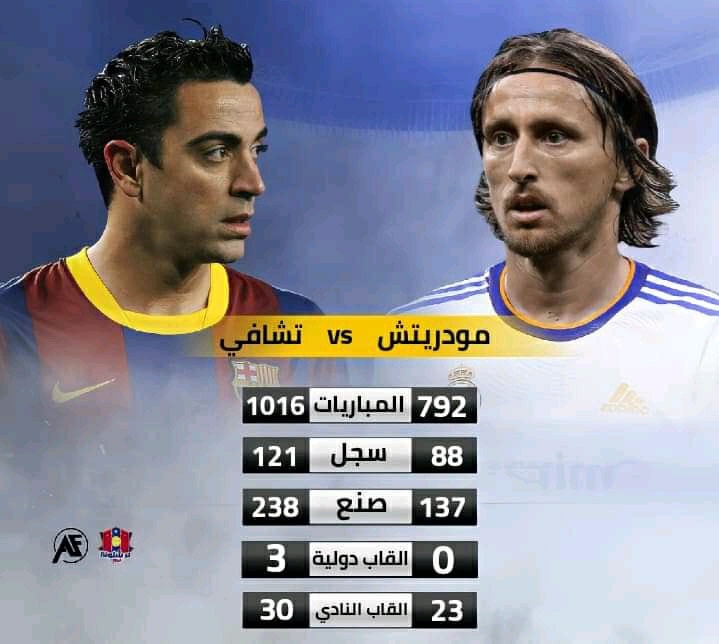 مودريتش vs تشافي
792 المباريات 1016
88 سجل 121
137 صنع 238
0 القاب دولية 3
23 القاب النادي 30
AF